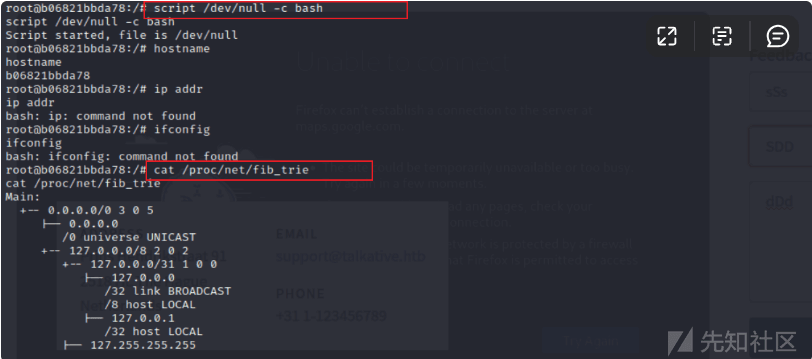 root@b06821bbda78:/# script /dev/null -c bash
script /dev/null -c bash
Script started, file is /dev/null
root@b06821bbda78:/# hostname
hostname
b06821bbda78
root@b06821bbda78:/# ip addr
ip addr
bash: ip: command not found
root@b06821bbda78:/# ifconfig
ifconfig
bash: ifconfig: command not found
root@b06821bbda78:/# cat /proc/net/fib_trie
cat /proc/net/fib_trie
Main:
+-- 0.0.0.0/0 3 0 5
|-- 0.0.0.0
/0 universe UNICAST
+-- 127.0.0.0/8 2 0 2
+-- 127.0.0.0/31 1 0 0
|-- 127.0.0.0
/32 link BROADCAST
/8 host LOCAL
|-- 127.0.0.1
/32 host LOCAL
|-- 127.255.255.255
EMAIL
support@talkative.htb
PHONE
+31 1-123456789
sSs
SDD
dDd
先知社区